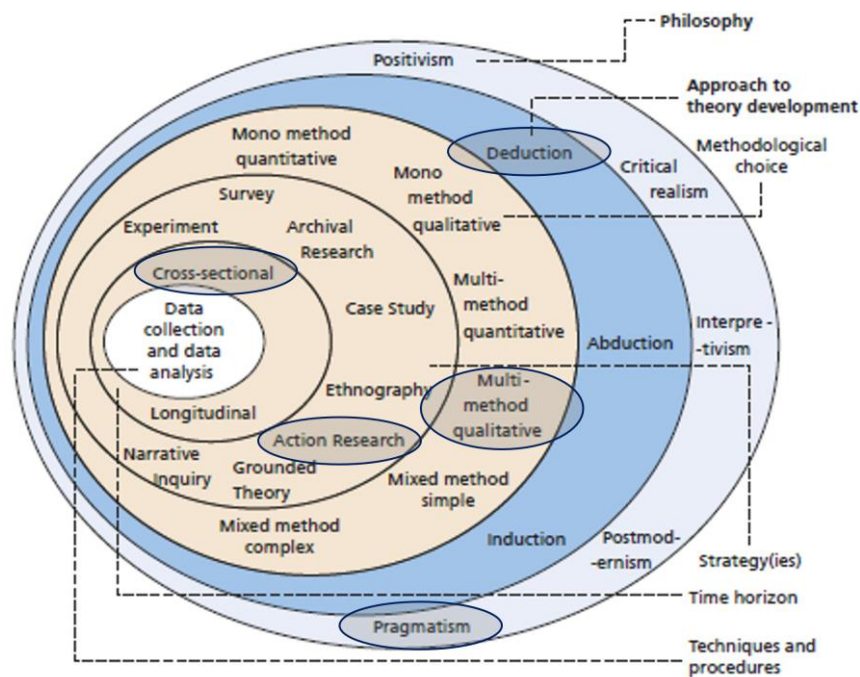 Philosophy
Positivism
Approach to
theory development
Mono method
quantitative
Deduction
Methodological
choice
Critical
realism
Mono
method
qualitative
Survey
Experiment
Archival
Research
Cross-sectional
Multi-
method
quantitative
Data
collection
and data
analysis
Case Study
Abduction
Interpre -
-tivism
Ethnography
Multi-
method
qualitative
Longitudinal
Action Research
Narrative
Inquiry
Grounded
Theory
Mixed method
simple
Mixed method
complex
Induction
Postmod-
-ernism
Strategy(ies)
Time horizon
Pragmatism
Techniques and
procedures